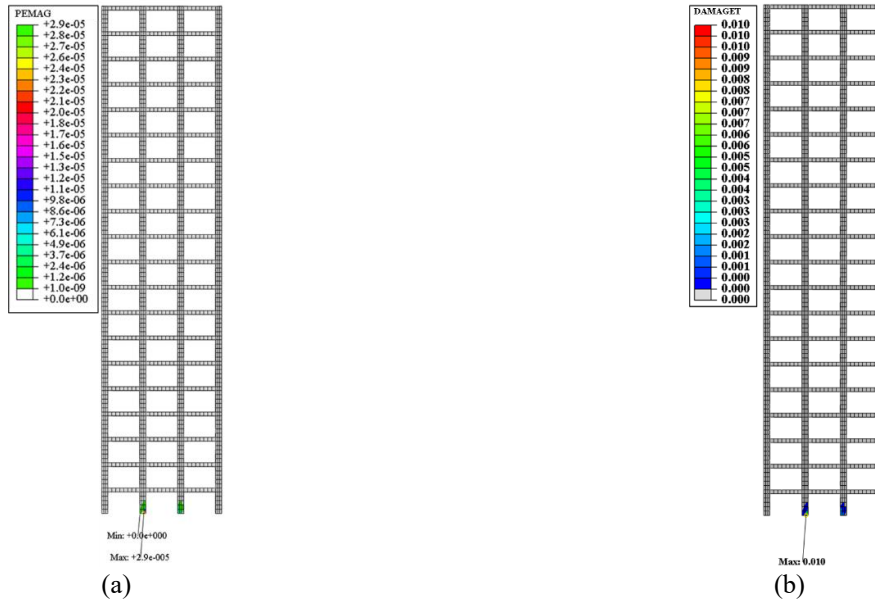 PEMAG
+2.9e-05
+2.8e-05
+2.7e-05
+2.6e-05
+2.4e-05
+2.3e-05
+2.2e-05
+2.1e-05
+2.0e-05
+1.8e-05
+1.7e-05
+1.6e-05
+1.5e-05
+1.3e-05
+1.2e-05
+1.1e-05
+9.8e-06
+8.6e-06
+7.3e-06
+6.1e-06
+4.9e-06
+3.7e-06
+2.4e-06
+1.2e-06
+1.0e-09
+0.0e+00
Min: +0.0e+000
Max: +2.9e-005
(a)
DAMAGET
0.010
0.010
0.010
0.009
0.009
0.008
0.008
0.007
0.007
0.007
0.006
0.006
0.005
0.005
0.004
0.004
0.003
0.003
0.003
0.002
0.002
0.001
0.001
0.000
0.000
0.000
Max: 0.010
(b)